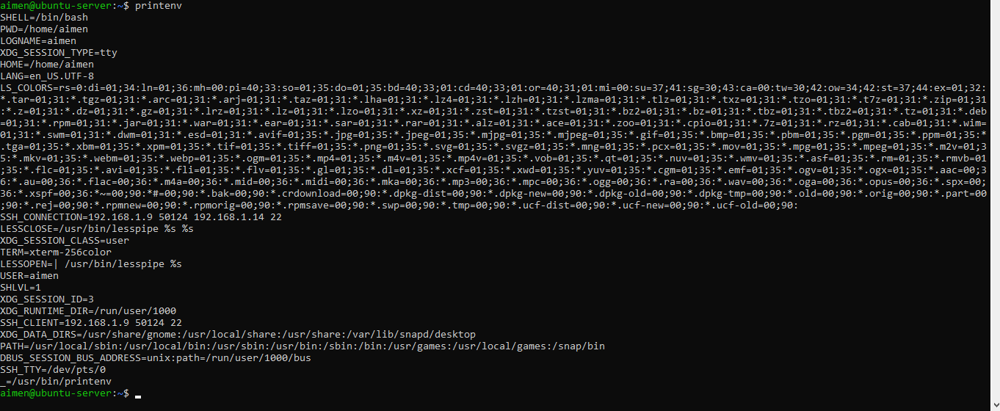 aimen@ubuntu-server:~$ printenv
SHELL=/bin/bash
PWD=/home/aimen
LOGNAME=aimen
XDG_SESSION_TYPE=tty
HOME=/home/aimen
LANG=en_US.UTF-8
LS_COLORS=rs=0:di=01;34:ln=01;36:mh=00:pi=40;33:so=01;35:do=01;35:bd=40;33;01:cd=40;33;01:or=40;31;01:mi=00:su=37;41:sg=30;43:ca=00:tw=30;42:ow=34;42:st=37;44:ex=01;32:
*.tar=01;31:*.tgz=01;31:*.arc=01;31:*.arj=01;31:*.taz=01;31:*.lha=01;31:*.lz4=01;31:*.lzh=01;31:*.lzma=01;31:*.tlz=01;31:*.txz=01;31:*.tzo=01;31:*.t7z=01;31:*.zip=01;31
:*.z=01;31:*.dz=01;31:*.gz=01;31:*.lrz=01;31:*.lz=01;31:*.lzo=01;31:*.xz=01;31:*.zst=01;31:*.tzst=01;31:*.bz2=01;31:*.bz=01;31:*.tbz=01;31:*.tbz2=01;31:*.tz=01;31:*.deb
=01;31:*.rpm=01;31:*.jar=01;31:*.war=01;31:*.ear=01;31:*.sar=01;31:*.rar=01;31:*.alz=01;31:*.ace=01;31:*.zoo=01;31:*.cpio=01;31:*.7z=01;31:*.rz=01;31:*.cab=01;31:*.wim=
01;31:*.swm=01;31:*.dwm=01;31:*.esd=01;31:*.avif=01;35:*.jpg=01;35:*.jpeg=01;35:*.mjpg=01;35:*.mjpeg=01;35:*.gif=01;35:*.bmp=01;35:*.pbm=01;35:*.pgm=01;35:*.ppm=01;35:*
.tga=01;35:*.xbm=01;35:*.xpm=01;35:*.tif=01;35:*.tiff=01;35:*.png=01;35:*.svg=01;35:*.svgz=01;35:*.mng=01;35:*.pcx=01;35:*.mov=01;35:*.mpg=01;35:*.mpeg=01;35:*.m2v=01;3
5:*.mkv=01;35:*.webm=01;35:*.webp=01;35:*.ogm=01;35:*.mp4=01;35:*.m4v=01;35:*.mp4v=01;35:*.vob=01;35:*.qt=01;35:*.nuv=01;35:*.wmv=01;35:*.asf=01;35:*.rm=01;35:*.rmvb=01
;35:*.flc=01;35:*.avi=01;35:*.fli=01;35:*.flv=01;35:*.gl=01;35:*.dl=01;35:*.xcf=01;35:*.xwd=01;35:*.yuv=01;35:*.cgm=01;35:*.emf=01;35:*.ogv=01;35:*.ogx=01;35:*.aac=00;3
6:*.au=00;36:*.flac=00;36:*.m4a=00;36:*.mid=00;36:*.midi=00;36:*.mka=00;36:*.mp3=00;36:*.mpc=00;36:*.ogg=00;36:*.ra=00;36:*.wav=00;36:*.oga=00;36:*.opus=00;36:*.spx=00;
36:*.xspf=00;36:*~=00;90:*#=00;90:*.bak=00;90:*.crdownload=00;90:*.dpkg-dist=00;90:*.dpkg-new=00;90:*.dpkg-old=00;90:*.dpkg-tmp=00;90:*.old=00;90:*.orig=00;90:*.part=00
;90:*.rej=00;90:*.rpmnew=00;90:*.rpmorig=00;90:*.rpmsave=00;90:*.swp=00;90:*.tmp=00;90:*.ucf-dist=00;90:*.ucf-new=00;90:*.ucf-old=00;90:
SSH_CONNECTION=192.168.1.9 50124 192.168.1.14 22
LESSCLOSE=/usr/bin/lesspipe %s %s
XDG_SESSION_CLASS=user
TERM=xterm-256color
LESSOPEN=| /usr/bin/lesspipe %s
USER=aimen
SHLVL=1
XDG_SESSION_ID=3
XDG_RUNTIME_DIR=/run/user/1000
SSH_CLIENT=192.168.1.9 50124 22
XDG_DATA_DIRS=/usr/share/gnome:/usr/local/share:/usr/share:/var/lib/snapd/desktop
PATH=/usr/local/sbin:/usr/local/bin:/usr/sbin:/usr/bin:/sbin:/bin:/usr/games:/usr/local/games:/snap/bin
DBUS_SESSION_BUS_ADDRESS=unix:path=/run/user/1000/bus
SSH_TTY=/dev/pts/0
_=/usr/bin/printenv
aimen@ubuntu-server:~$